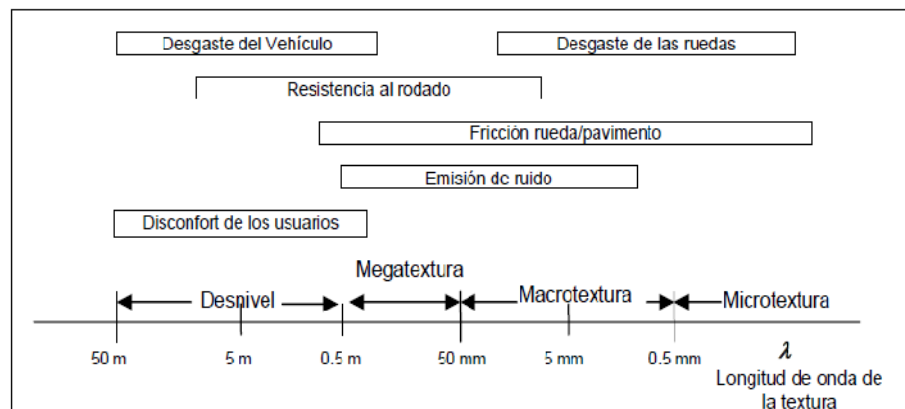 Desgaste del Vehículo Desgaste de las ruedas
Resistencia al rodado
Fricción rueda/pavimento
Emisión de ruido
Disconfort de los usuarios
Megatextura
Desnivel Macrotextura Microtextura
50 m 5 m 0.5 m 50 mm 5 mm 0.5 mm λ
Longitud de onda de
la textura